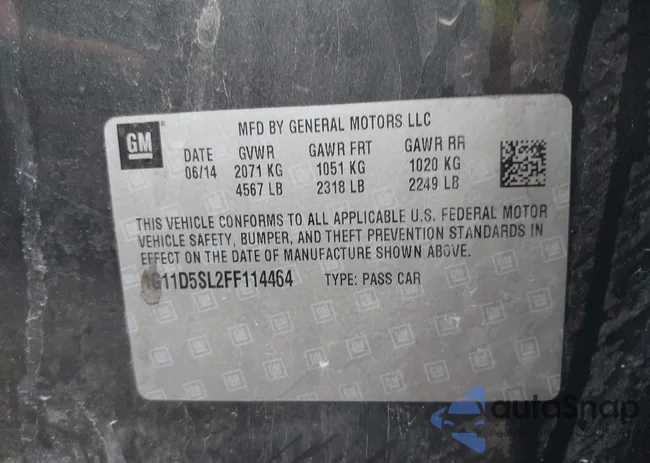 GM
MFD BY GENERAL MOTORS LLC
DATE GVWR GAWR FRT GAWR RR
06/14 2071 KG 1051 KG 1020 KG
4567 LB 2318 LB 2249 LB
THIS VEHICLE CONFORMS TO ALL APPLICABLE U.S. FEDERAL MOTOR
VEHICLE SAFETY, BUMPER, AND THEFT PREVENTION STANDARDS IN
EFFECT ON THE DATE OF MANUFACTURE SHOWN ABOVE.
1G11D5SL2FF114464 TYPE: PASS CAR
autoSnap